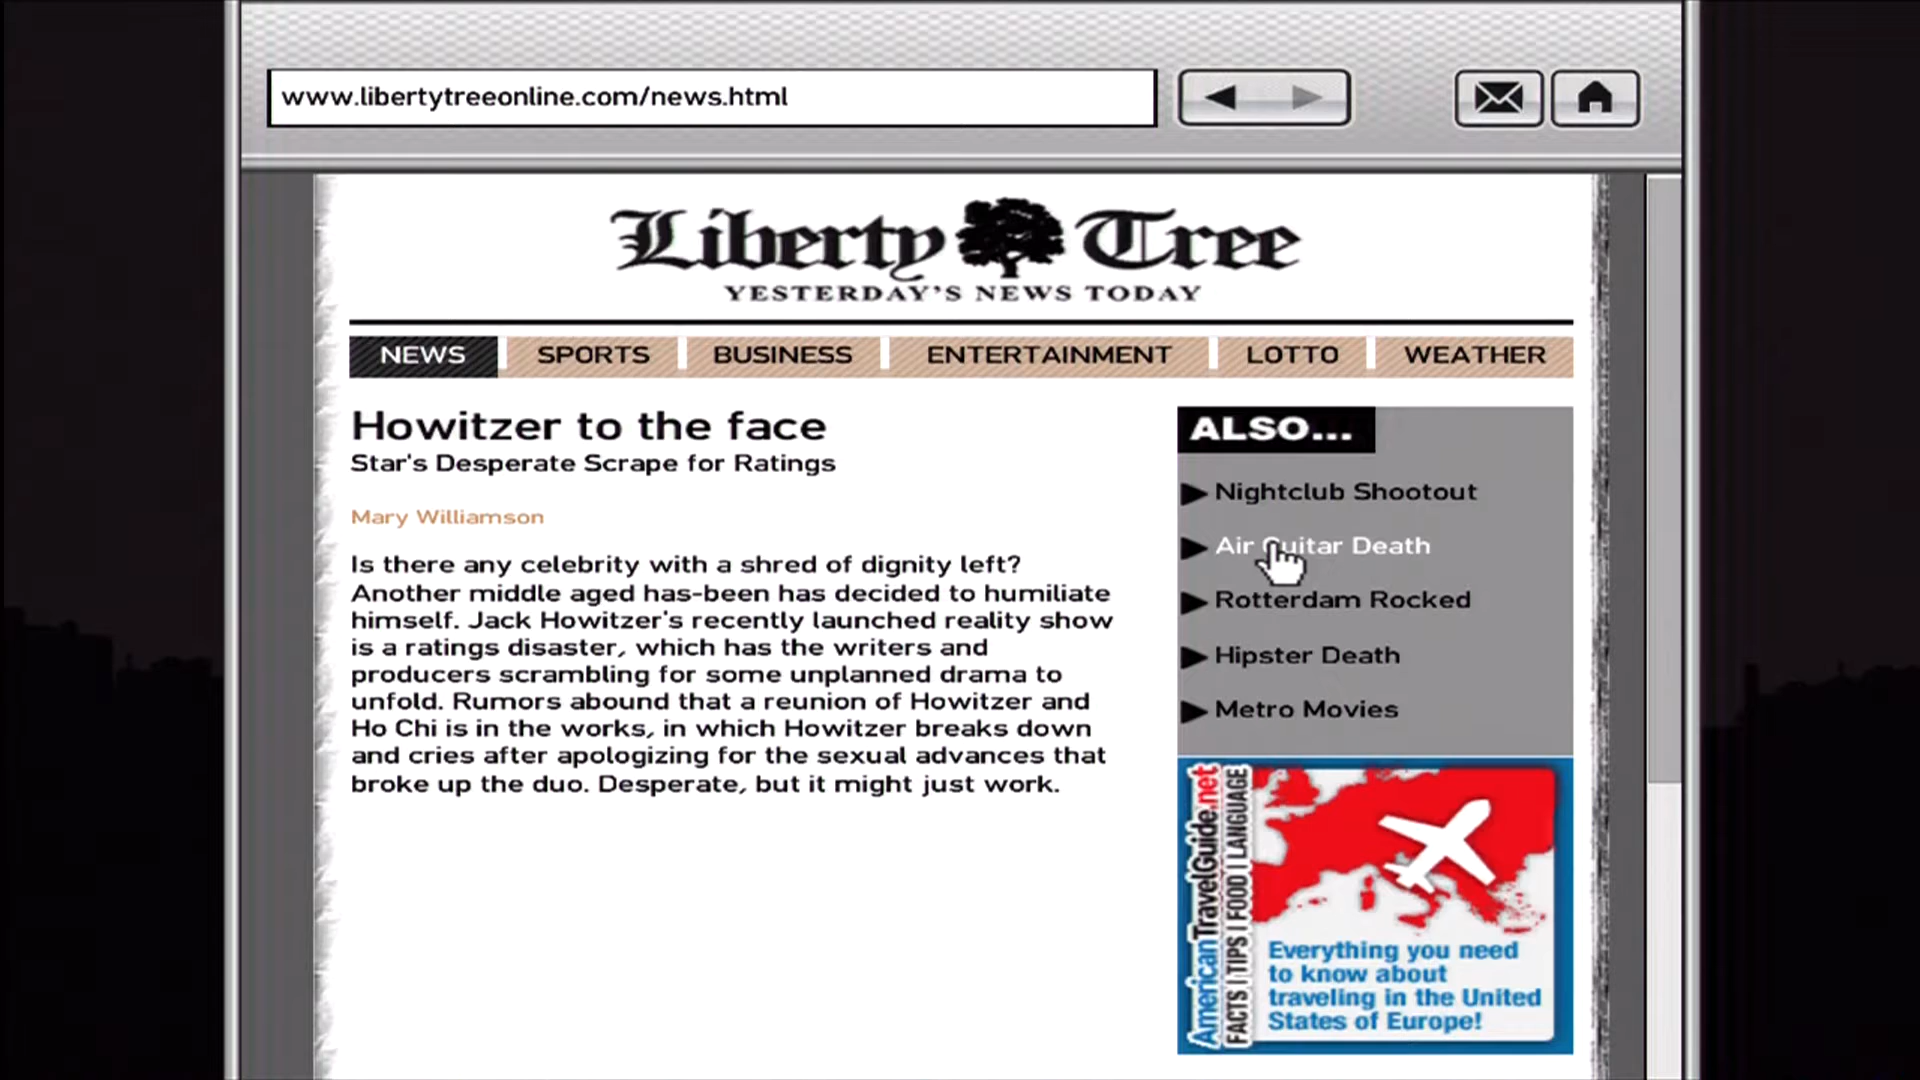 www.libertytreeonline.com/news.html
Liberty Tree
YESTERDAY'S NEWS TODAY
NEWS SPORTS BUSINESS ENTERTAINMENT LOTTO WEATHER
Howitzer to the face
Star's Desperate Scrape for Ratings
Mary Williamson
Is there any celebrity with a shred of dignity left?
Another middle aged has-been has decided to humiliate
himself. Jack Howitzer's recently launched reality show
is a ratings disaster, which has the writers and
producers scrambling for some unplanned drama to
unfold. Rumors abound that a reunion of Howitzer and
Ho Chi is in the works, in which Howitzer breaks down
and cries after apologizing for the sexual advances that
broke up the duo. Desperate, but it might just work.
ALSO...
Nightclub Shootout
Air Guitar Death
Rotterdam Rocked
Hipster Death
Metro Movies
AmericanTravelGuide.net
FACTS | TIPS | FOOD | LANGUAGE
Everything you need
to know about
traveling in the United
States of Europe!